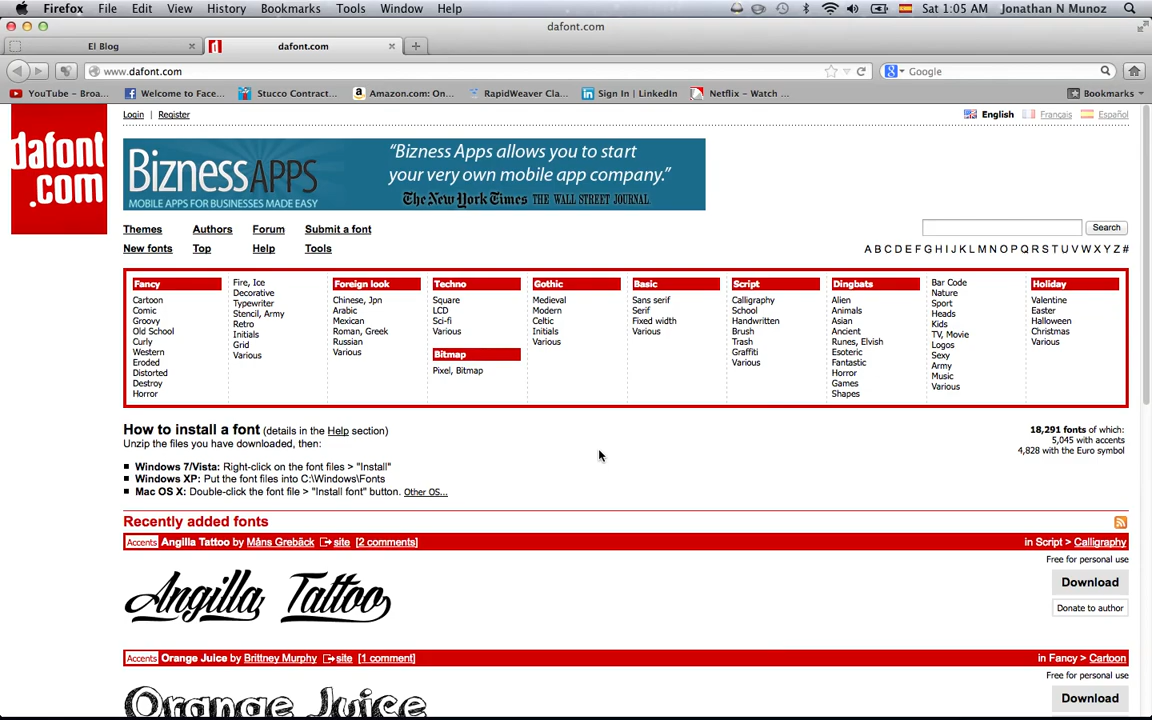 Firefox File Edit View History Bookmarks Tools Window Help Sat 1:05 AM Jonathan N Munoz
dafont.com
El Blog
dafont.com
www.dafont.com
Google
YouTube - Broa...
Welcome to Face...
Stucco Contract...
Amazon.com: On...
RapidWeaver Cla...
Sign In | LinkedIn
Netflix - Watch ...
Bookmarks
dafont
.com
Login | Register
English Français Español
Bizness APPS
MOBILE APPS FOR BUSINESSES MADE EASY
“Bizness Apps allows you to start
your very own mobile app company.”
The New York Times THE WALL STREET JOURNAL
Themes Authors Forum Submit a font
Search
New fonts Top Help Tools
A B C D E F G H I J K L M N O P Q R S T U V W X Y Z #
Fancy
Cartoon
Comic
Groovy
Old School
Curly
Western
Eroded
Distorted
Destroy
Horror
Fire, Ice
Decorative
Typewriter
Stencil, Army
Retro
Initials
Grid
Various
Foreign look
Chinese, Jpn
Arabic
Mexican
Roman, Greek
Russian
Various
Techno
Square
LCD
Sci-fi
Various
Bitmap
Pixel, Bitmap
Gothic
Medieval
Modern
Celtic
Initials
Various
Basic
Sans serif
Serif
Fixed width
Various
Script
Calligraphy
School
Handwritten
Brush
Trash
Graffiti
Various
Dingbats
Alien
Animals
Asian
Ancient
Runes, Elvish
Esoteric
Fantastic
Horror
Games
Shapes
Bar Code
Nature
Sport
Heads
Kids
TV, Movie
Logos
Sexy
Army
Music
Various
Holiday
Valentine
Easter
Halloween
Christmas
Various
How to install a font (details in the Help section)
Unzip the files you have downloaded, then:
Windows 7/Vista: Right-click on the font files > "Install"
Windows XP: Put the font files into C:\Windows\Fonts
Mac OS X: Double-click the font file > "Install font" button. Other OS...
18,291 fonts of which:
5,045 with accents
4,828 with the Euro symbol
Recently added fonts
Accents Angilla Tattoo by Måns Grebäck site [2 comments] in Script > Calligraphy
Free for personal use
Download
Donate to author
Angilla Tattoo
Accents Orange Juice by Brittney Murphy site [1 comment] in Fancy > Cartoon
Free for personal use
Download
Orange Juice